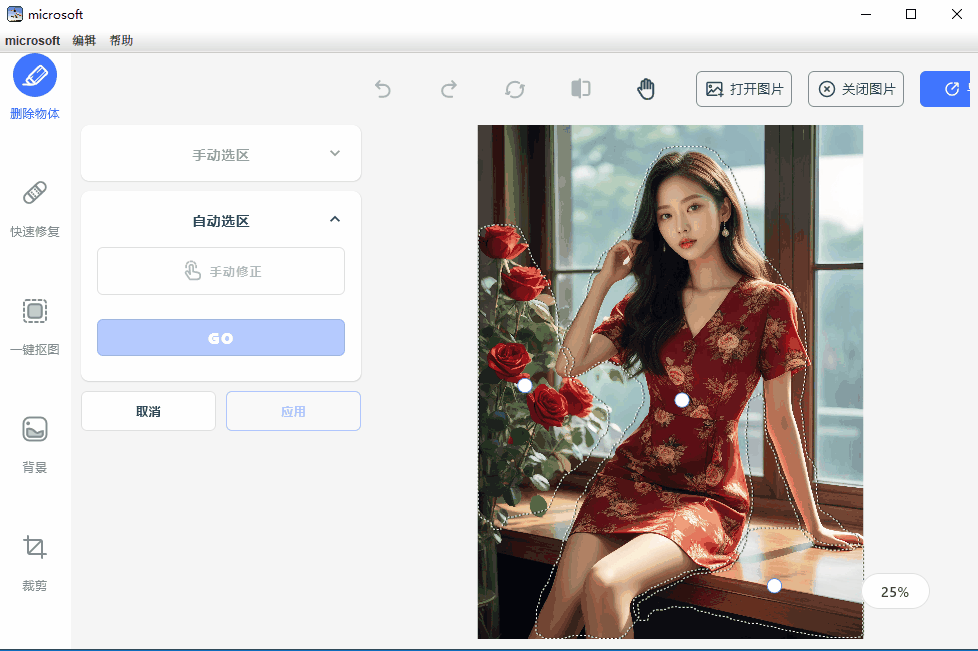 microsoft
microsoft 编辑 帮助
删除物体
打开图片
关闭图片
手动选区
自动选区
快速修复
手动修正
GO
一键抠图
取消
应用
背景
裁剪
25%